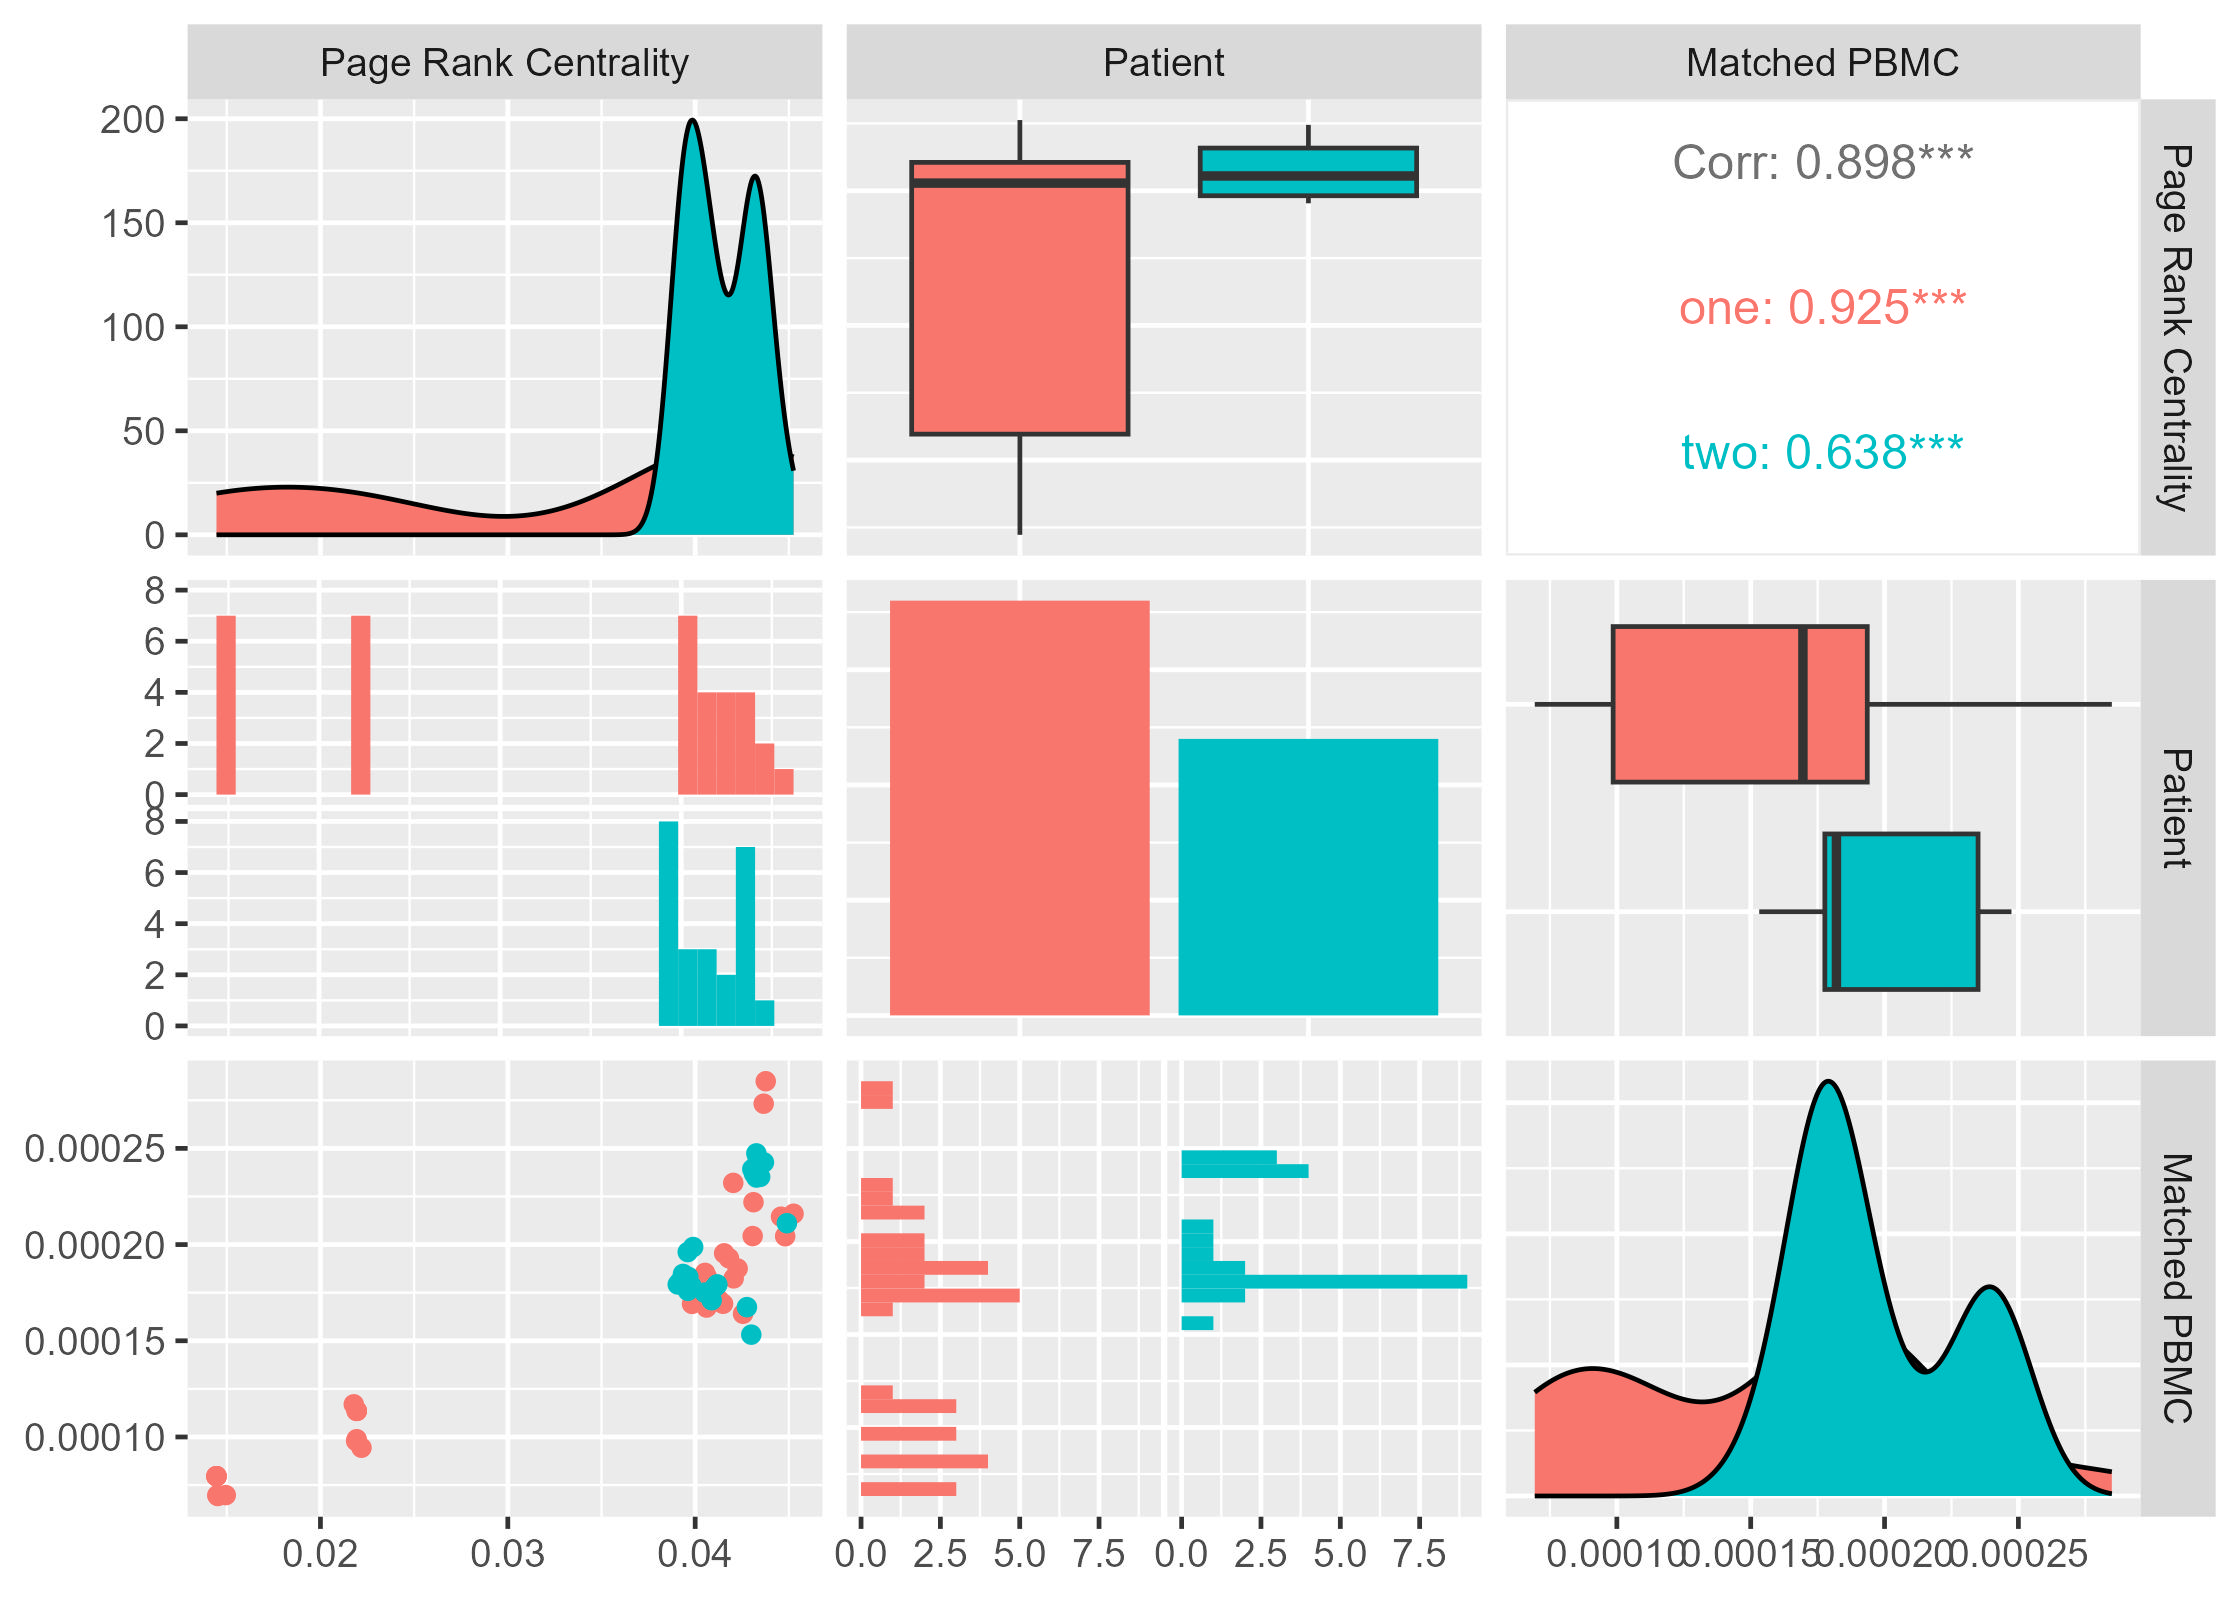 Page Rank Centrality
Patient
Matched PBMC
200
150
100
50
0
Corr: 0.898***
one: 0.925***
two: 0.638***
Page Rank Centrality
8
6
4
2
0
8
6
4
2
0
Patient
0.00025
0.00020
0.00015
0.00010
Matched PBMC
0.02 0.03 0.04
0.0 2.5 5.0 7.5 0.0 2.5 5.0 7.5
0.00010 0.00015 0.00020 0.00025